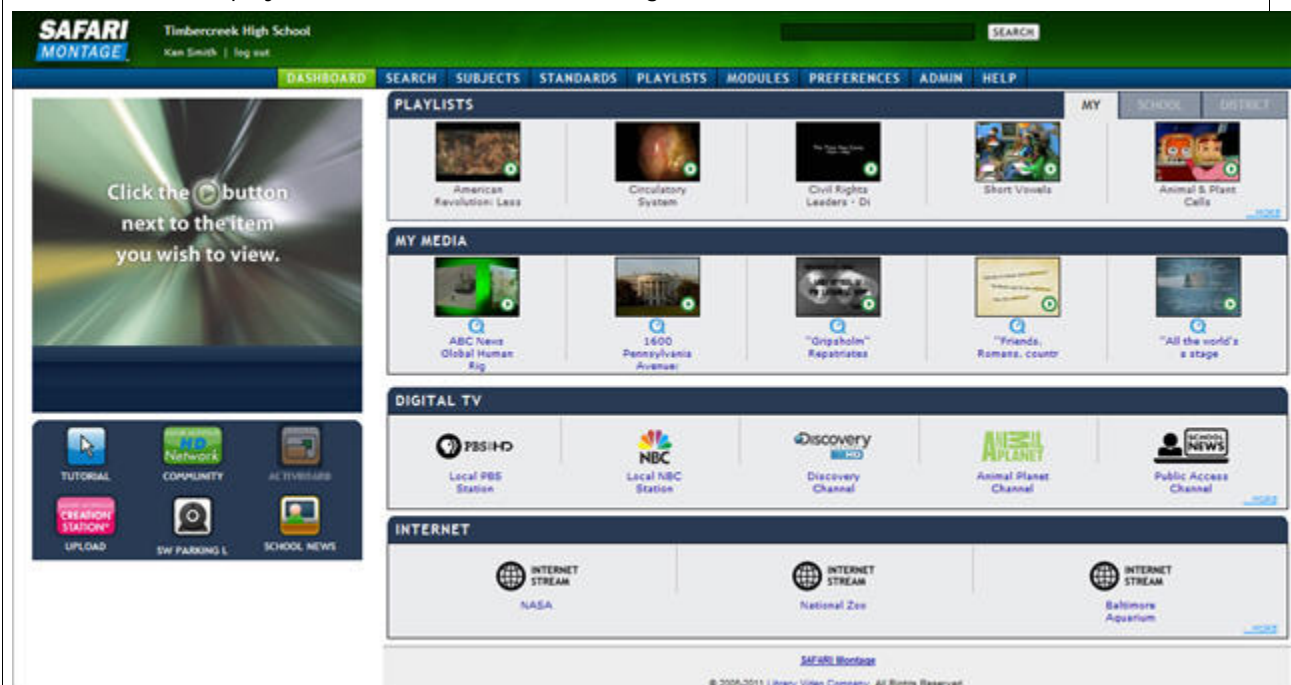 SAFARI
MONTAGE
Timbercreek High School
Ken Smith | log out
SEARCH
DASHBOARD SEARCH SUBJECTS STANDARDS PLAYLISTS MODULES PREFERENCES ADMIN HELP
Click the button
next to the item
you wish to view.
TUTORIAL
HD
Network
COMMUNITY
ACTIVBOARD
CREATION
STATION
UPLOAD
SW PARKING L
SCHOOL NEWS
PLAYLISTS
MY SCHOOL DISTRICT
American
Revolution: Less
Circulatory
System
Civil Rights
Leaders - Di
Short Vowels
Animal & Plant
Cells
...MORE
MY MEDIA
ABC News
Global Human
Rig
1600
Pennsylvania
Avenue:
"Gripsholm"
Repatriates
"Friends,
Romans, countr
"All the world's
a stage
DIGITAL TV
PBS HD
Local PBS
Station
NBC
Local NBC
Station
Discovery
HD
Discovery
Channel
ANIMAL
PLANET
Animal Planet
Channel
SCHOOL
NEWS
Public Access
Channel
...MORE
INTERNET
INTERNET
STREAM
NASA
INTERNET
STREAM
National Zoo
INTERNET
STREAM
Baltimore
Aquarium
...MORE
SAFARI Montage
© 2005-2011 Library Video Company. All Rights Reserved.